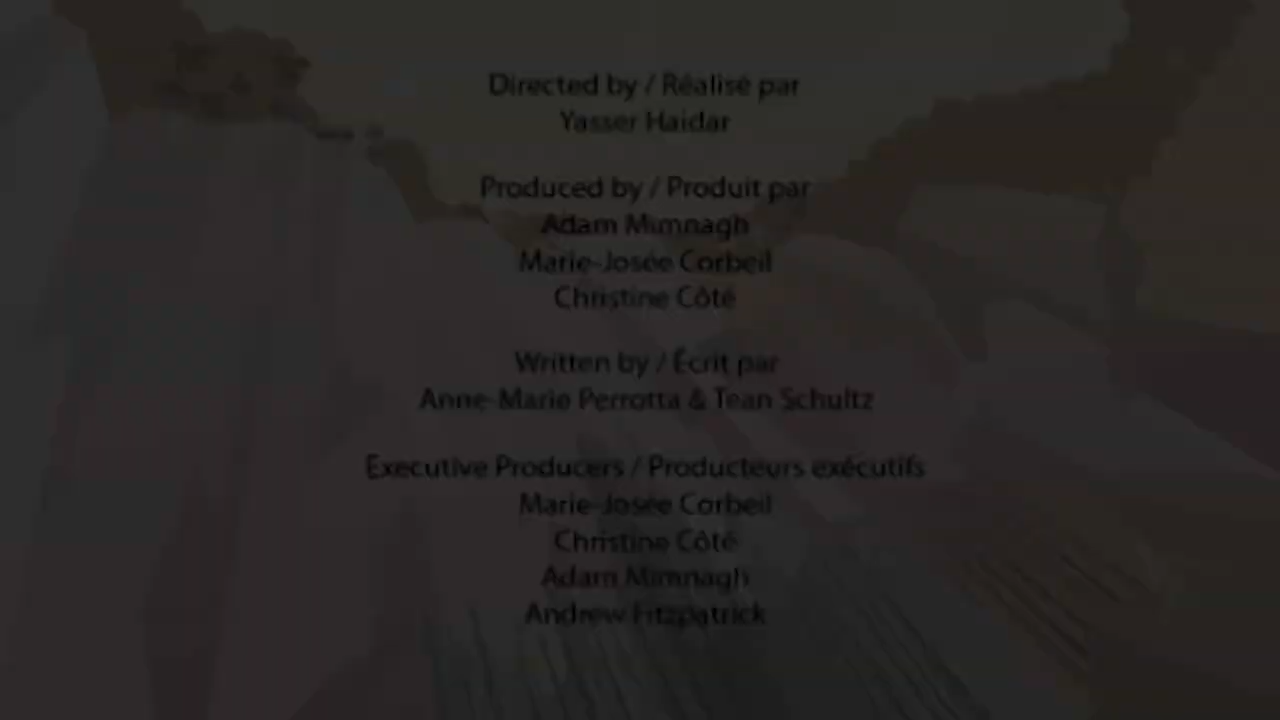 Directed by / Réalisé par
Yasser Haidar
Produced by / Produit par
Adam Mimnagh
Marie-Josée Corbeil
Christine Côté
Written by / Écrit par
Anne-Marie Perrotta & Tean Schultz
Executive Producers / Producteurs exécutifs
Marie-Josée Corbeil
Christine Côté
Adam Mimnagh
Andrew Fitzpatrick